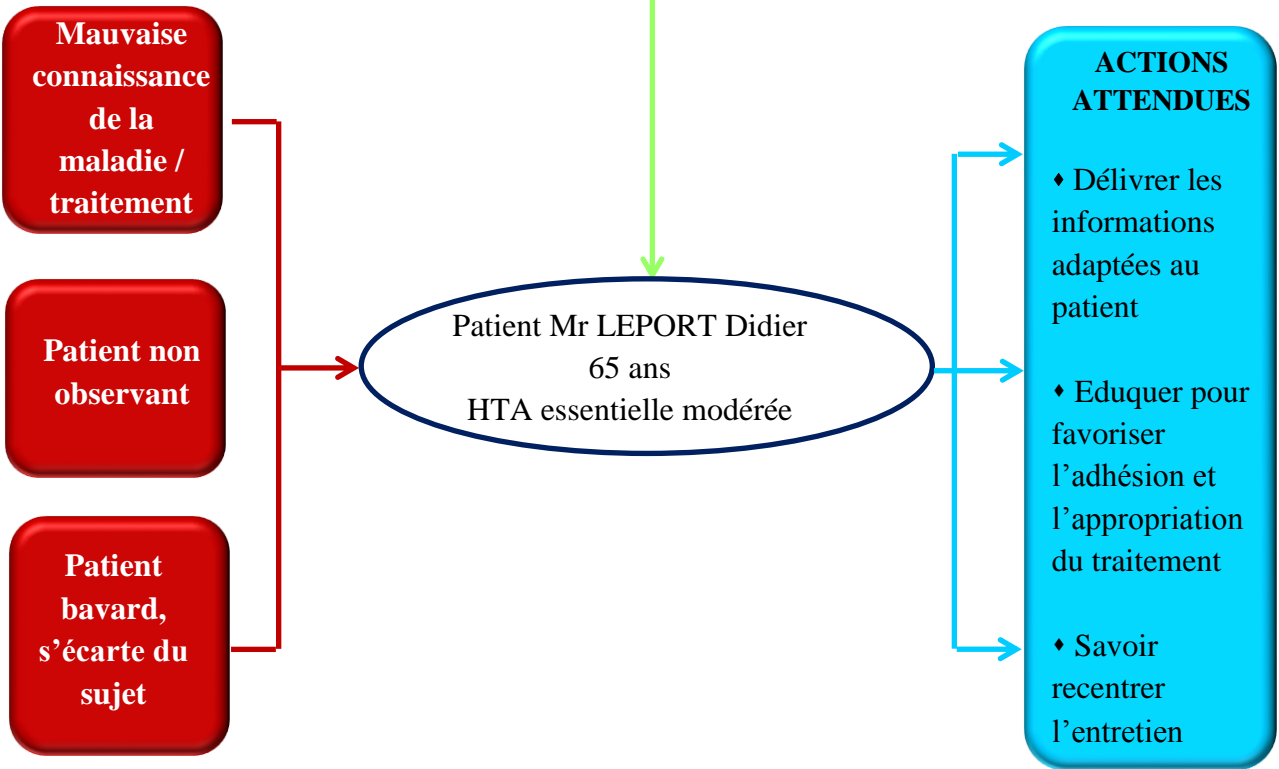 Mauvaise
connaissance
de la
maladie /
traitement
Patient non
observant
Patient
bavard,
s’écarte du
sujet
Patient Mr LEPORT Didier
65 ans
HTA essentielle modérée
ACTIONS
ATTENDUES
⬧ Délivrer les
informations
adaptées au
patient
⬧ Eduquer pour
favoriser
l’adhésion et
l’appropriation
du traitement
⬧ Savoir
recentrer
l’entretien